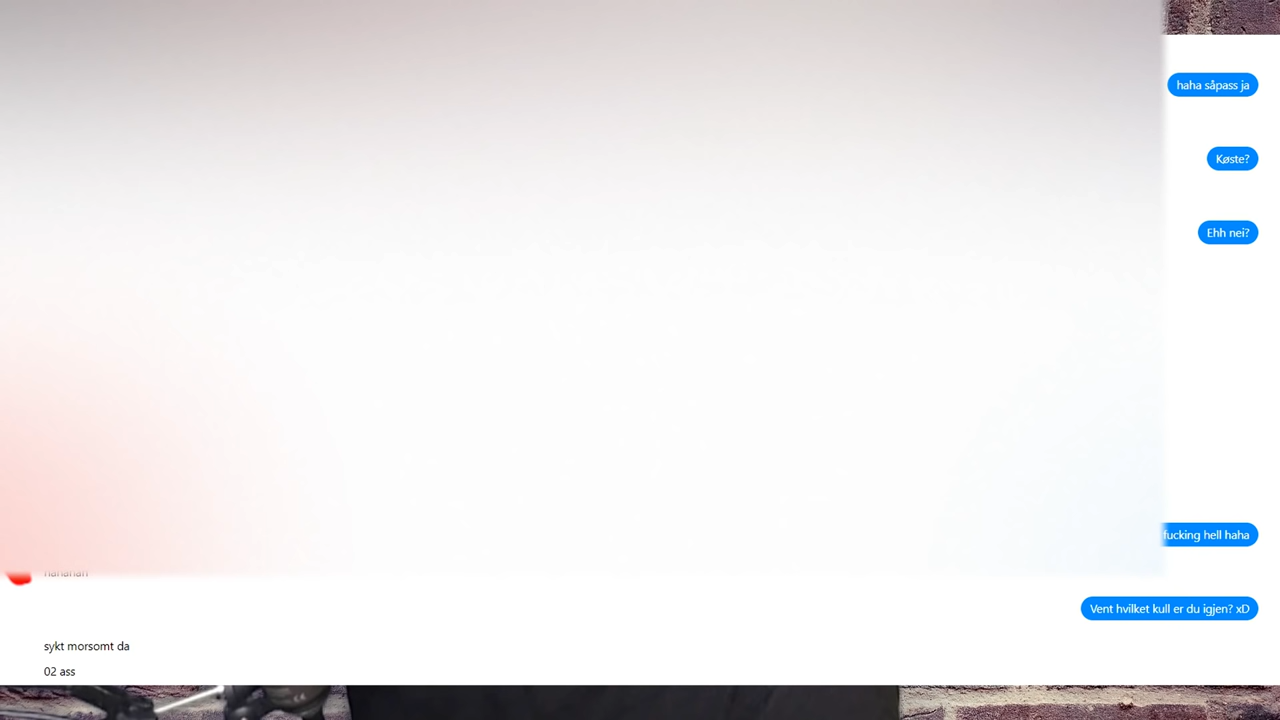 haha såpass ja
Køste?
Ehh nei?
fucking hell haha
Vent hvilket kull er du igjen? xD
sykt morsomt da
02 ass